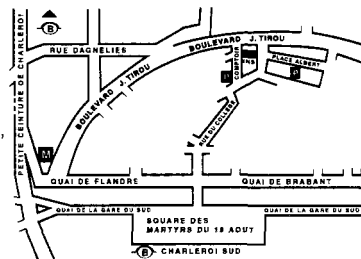 B
RUE DAGNELIES
BOULEVARD J. TIROU
PETITE CEINTURE DE CHARLEROI
BOULEVARD J. TIROU
COMPTOIR
ENS
PLACE ALBERT
RUE DU COLLEGE
M
QUAI DE FLANDRE
QUAI DE BRABANT
QUAI DE LA GARE DU SUD
QUAI DE LA GARE DU SUD
SQUARE DES
MARTYRS DU 18 AOUT
B CHARLEROI SUD